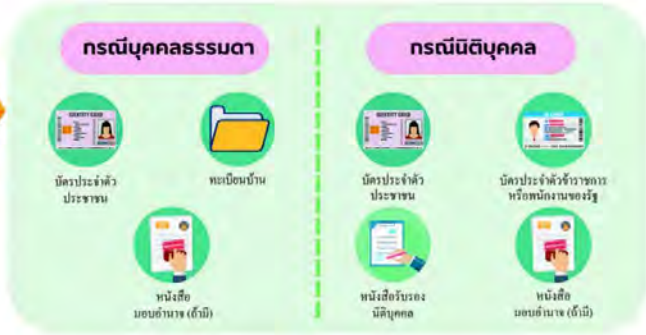 กรณีบุคคลธรรมดา
บัตรประจำตัว
ประชาชน
ทะเบียนบ้าน
หนังสือ
มอบอำนาจ (ถ้ามี)
กรณีนิติบุคคล
บัตรประจำตัว
ประชาชน
บัตรประจำตัวข้าราชการ
หรือพนักงานของรัฐ
หนังสือรับรอง
นิติบุคคล
หนังสือ
มอบอำนาจ (ถ้ามี)